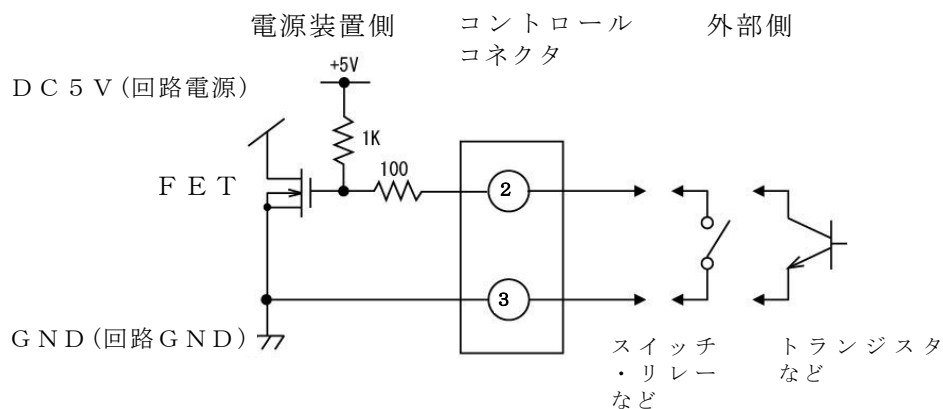 電源装置側
コントロール
コネクタ
外部側
DC5V(回路電源)
+5V
1K
100
FET
2
3
GND(回路GND)
スイッチ
・リレー
など
トランジスタ
など